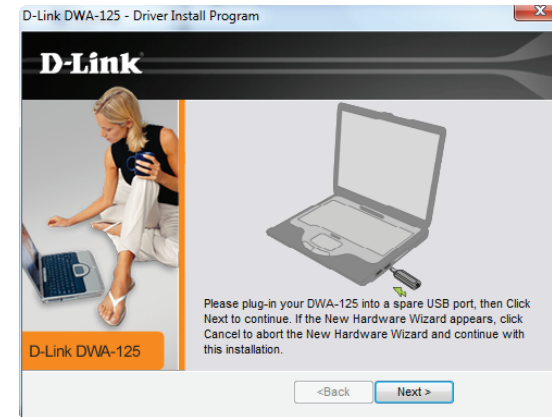 D-Link DWA-125 - Driver Install Program
X
D-Link
Please plug-in your DWA-125 into a spare USB port, then Click
Next to continue. If the New Hardware Wizard appears, click
Cancel to abort the New Hardware Wizard and continue with
this installation.
D-Link DWA-125
<Back
Next >